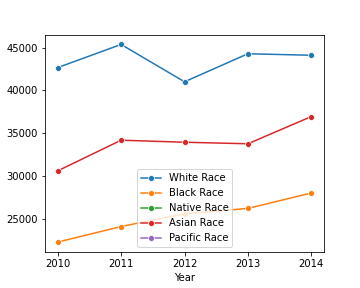 45000
40000
35000
30000
25000
White Race
Black Race
Native Race
Asian Race
Pacific Race
2010 2011 2012 2013 2014
Year